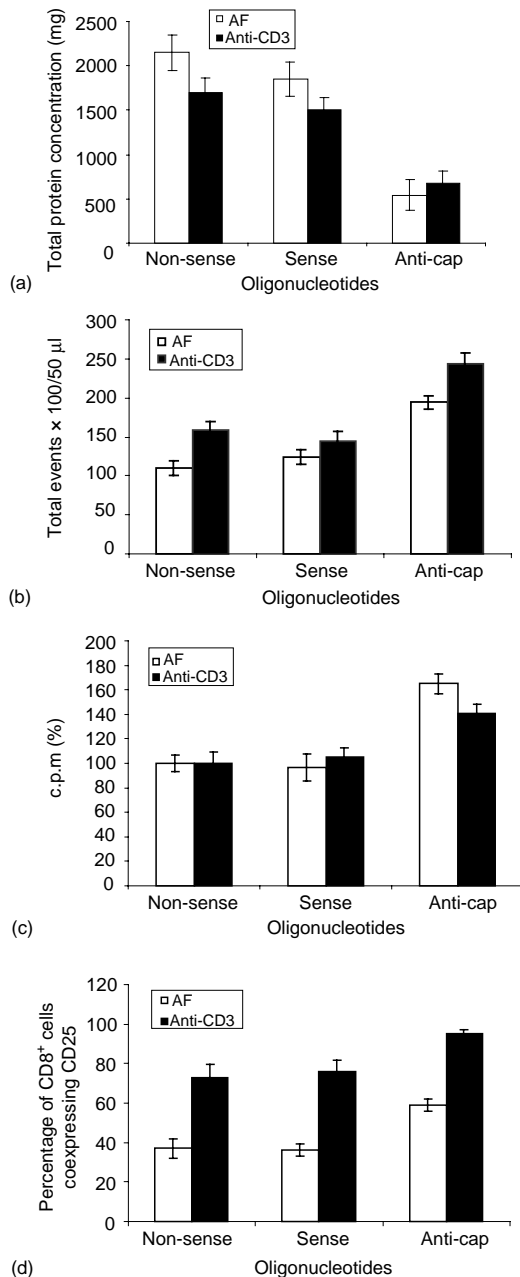 AF
Anti-CD3
Total protein concentration (mg)
2500
2000
1500
1000
500
0
Non-sense Sense Anti-cap
(a)
Oligonucleotides
300
AF
Anti-CD3
Total events × 100/50 µl
250
200
150
100
50
0
Non-sense Sense Anti-cap
(b)
Oligonucleotides
200
AF
Anti-CD3
c.p.m (%)
180
160
140
120
100
80
60
40
20
0
Non-sense Sense Anti-cap
(c)
Oligonucleotides
120
AF
Anti-CD3
Percentage of CD8⁺ cells
coexpressing CD25
100
80
60
40
20
0
Non-sense Sense Anti-cap
(d)
Oligonucleotides